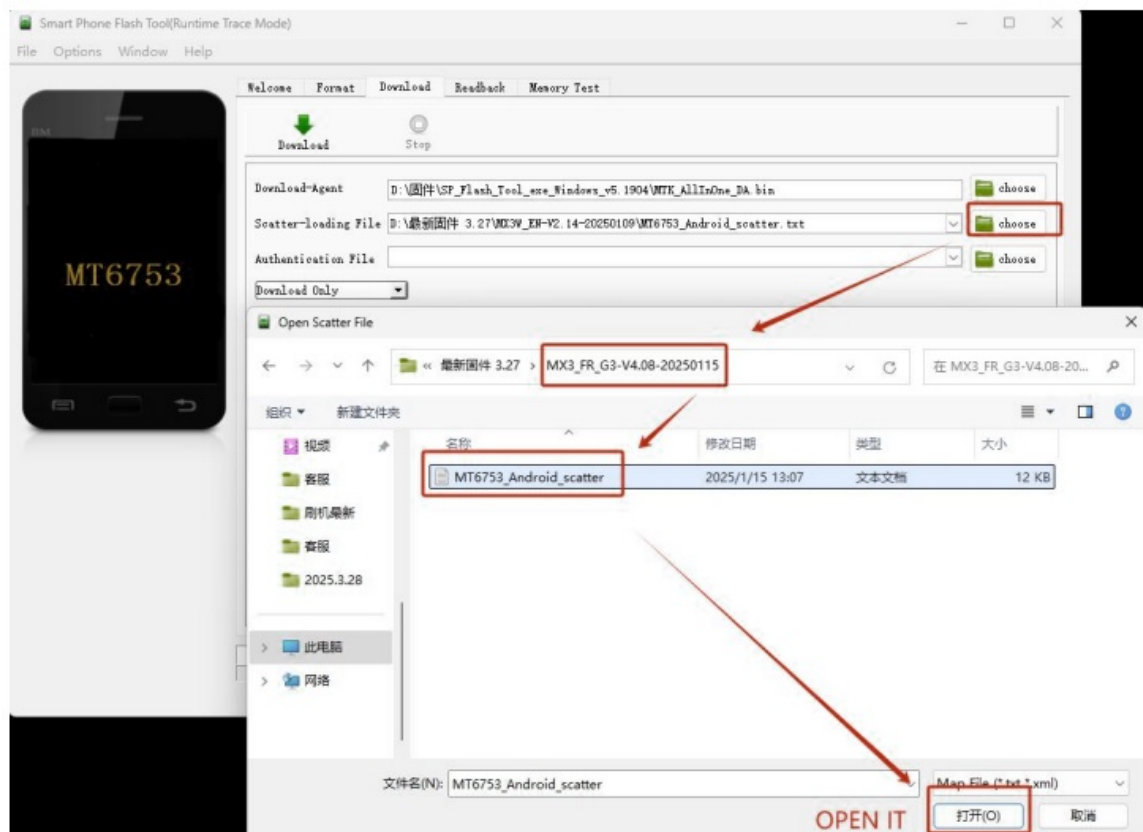 Smart Phone Flash Tool(Runtime Trace Mode)
File Options Window Help
Welcome Format Download Readback Memory Test
Download Stop
Download-Agent D:\固件\SP_Flash_Tool_exe_Windows_v5.1904\MTK_AllInOne_DA.bin choose
Scatter-loading File D:\最新固件 3.27\MX3W_EN-V2.14-20250109\MT6753_Android_scatter.txt choose
Authentication File choose
Download Only
MT6753
Open Scatter File
« 最新固件 3.27 › MX3_FR_G3-V4.08-20250115 在 MX3_FR_G3-V4.08-20...
组织 新建文件夹
名称 修改日期 类型 大小
视频
MT6753_Android_scatter 2025/1/15 13:07 文本文档 12 KB
客服
刷机最新
客服
2025.3.28
此电脑
网络
文件名(N): MT6753_Android_scatter Map File (*.txt *.xml)
OPEN IT 打开(O) 取消